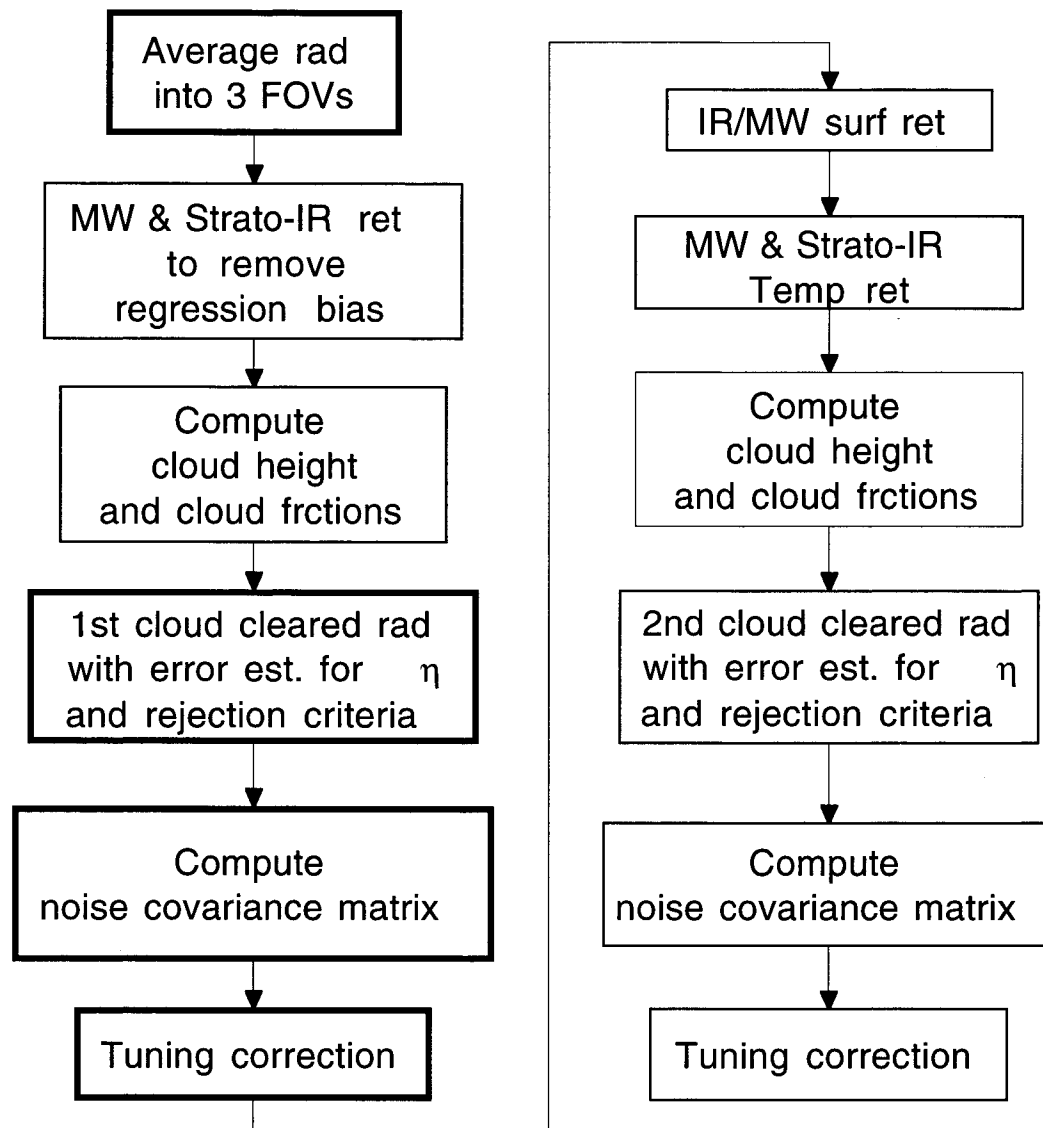 Average rad
into 3 FOVs
MW & Strato-IR ret
to remove
regression bias
Compute
cloud height
and cloud frctions
1st cloud cleared rad
with error est. for η
and rejection criteria
Compute
noise covariance matrix
Tuning correction
IR/MW surf ret
MW & Strato-IR
Temp ret
Compute
cloud height
and cloud frctions
2nd cloud cleared rad
with error est. for η
and rejection criteria
Compute
noise covariance matrix
Tuning correction